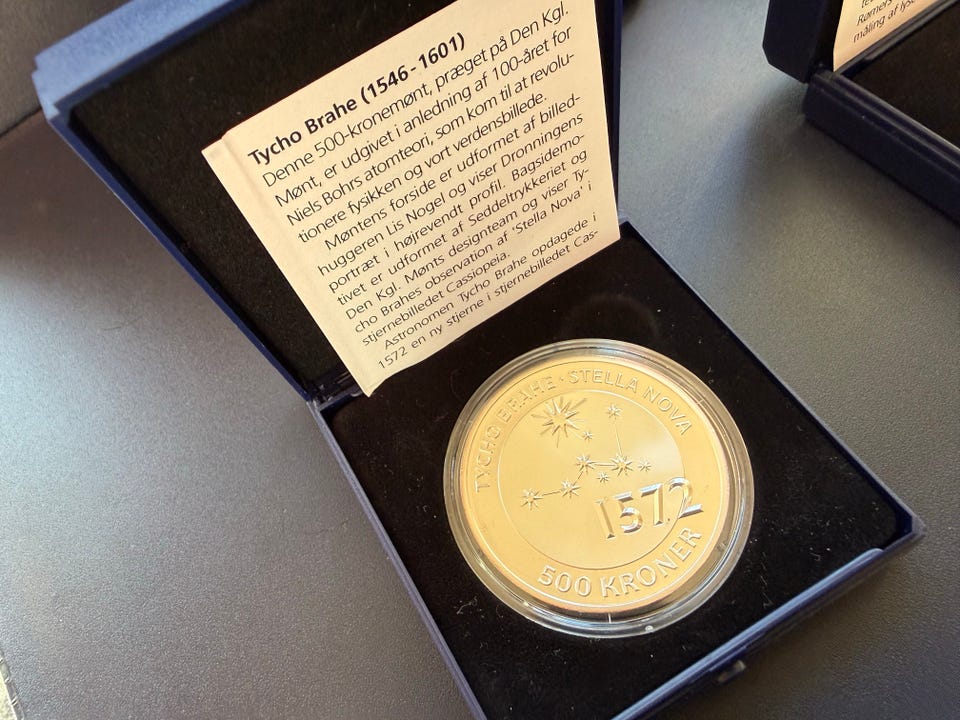 Tycho Brahe (1546-1601)
Denne 500-kronemønt, præget på Den Kgl.
Mønt, er udgivet i anledning af 100-året for
Niels Bohrs atomteori, som kom til at revolu-
tionere fysikken og vort verdensbillede.
Møntens forside er udformet af billed-
huggeren Lis Nogel og viser Dronningens
portræt i højrevendt profil. Bagsidemo-
tivet er udformet af Seddeltrykkeriet og
Den Kgl. Mønts designteam og viser Ty-
cho Brahes observation af 'Stella Nova' i
stjernebilledet Cassiopeia.
Astronomen Tycho Brahe opdagede i
1572 en ny stjerne i stjernebilledet Cas-
TYCHO BRAHE · STELLA NOVA
1572
500 KRONER
Rømers
måling af lyse